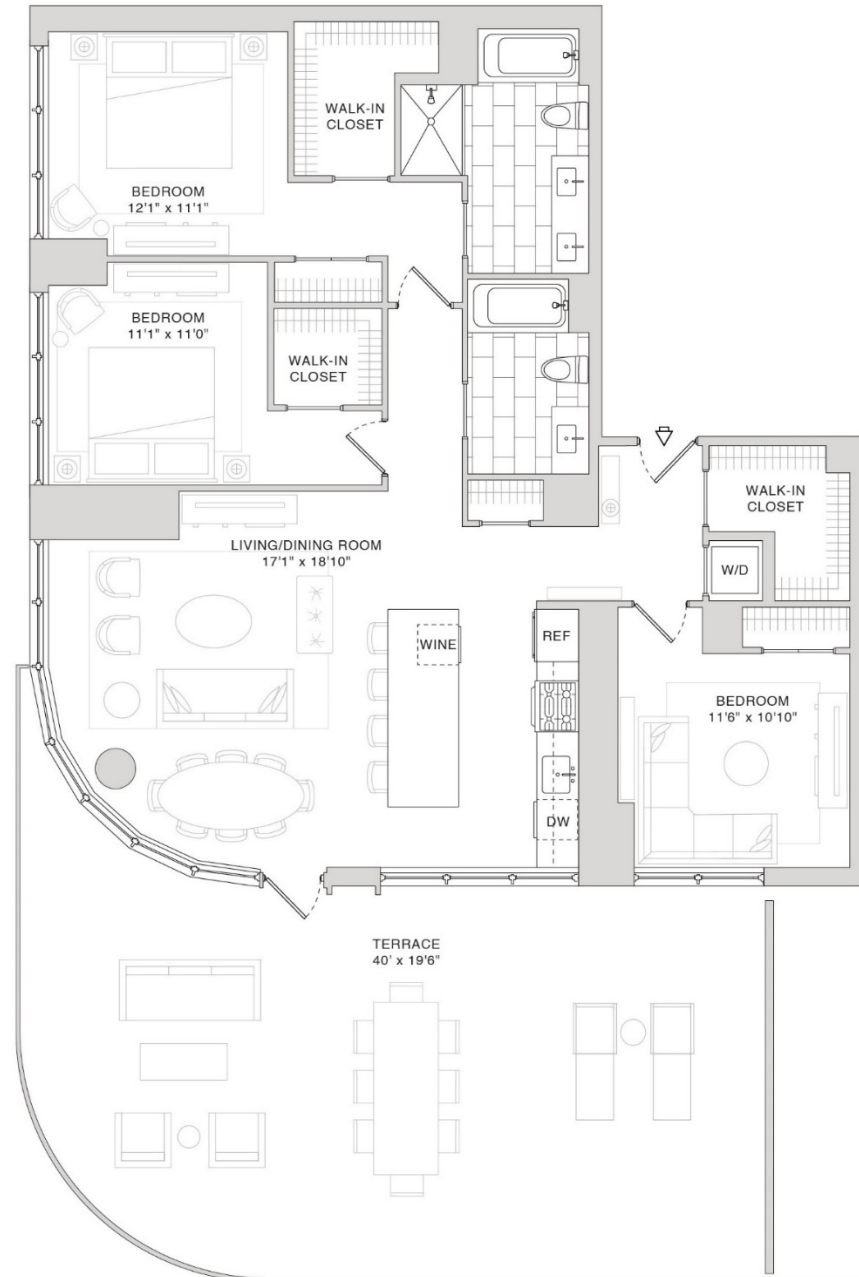 WALK-IN
CLOSET
BEDROOM
12'1" x 11'1"
BEDROOM
11'1" x 11'0"
WALK-IN
CLOSET
WALK-IN
CLOSET
LIVING/DINING ROOM
17'1" x 18'10"
W/D
WINE
REF
BEDROOM
11'6" x 10'10"
DW
TERRACE
40' x 19'6"